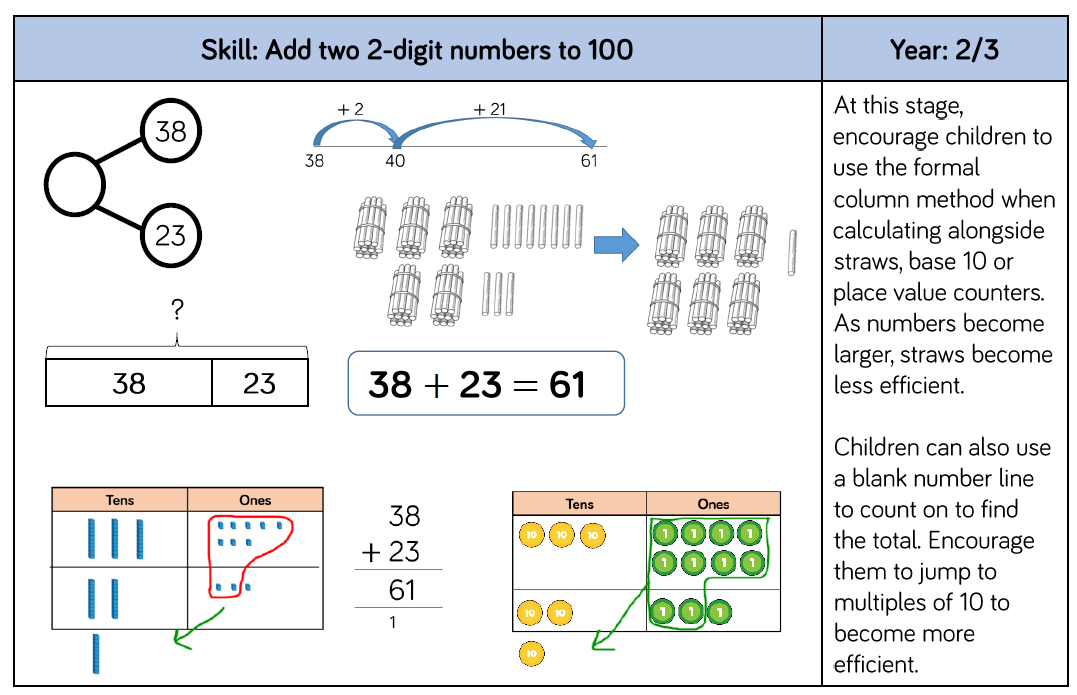 Skill: Add two 2-digit numbers to 100
Year: 2/3
38
23
?
38 23
+ 2 + 21
38 40 61
38 + 23 = 61
Tens Ones
38
+ 23
61
1
Tens Ones
10 10 10 1 1 1 1
1 1 1 1
10 10 1 1 1
10
At this stage,
encourage children to
use the formal
column method when
calculating alongside
straws, base 10 or
place value counters.
As numbers become
larger, straws become
less efficient.
Children can also use
a blank number line
to count on to find
the total. Encourage
them to jump to
multiples of 10 to
become more
efficient.